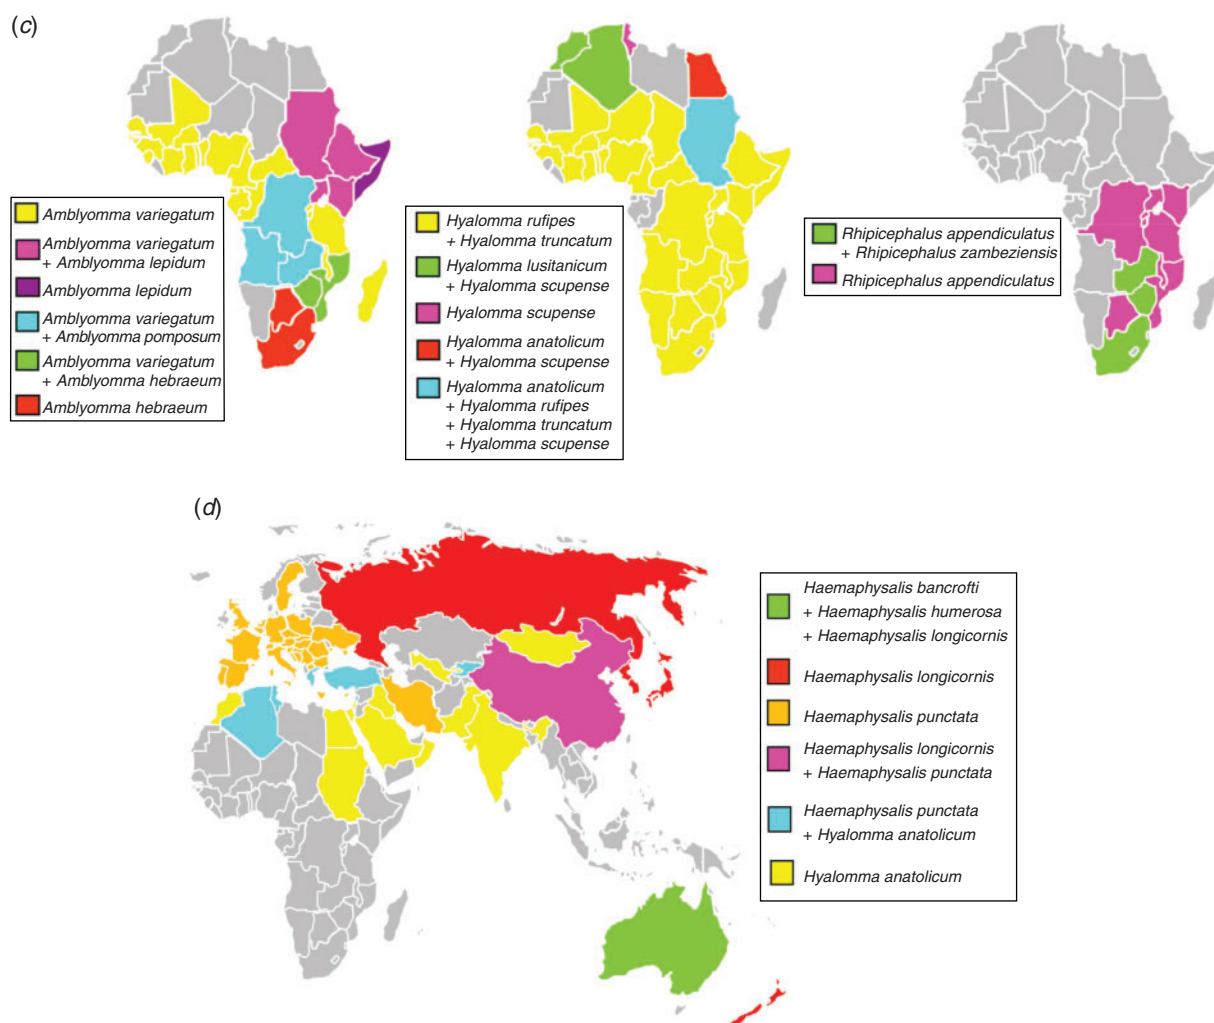 (c)
Amblyomma variegatum
Amblyomma variegatum
+ Amblyomma lepidum
Amblyomma lepidum
Amblyomma variegatum
+ Amblyomma pomposum
Amblyomma variegatum
+ Amblyomma hebraeum
Amblyomma hebraeum
Hyalomma rufipes
+ Hyalomma truncatum
Hyalomma lusitanicum
+ Hyalomma scupense
Hyalomma scupense
Hyalomma anatolicum
+ Hyalomma scupense
Hyalomma anatolicum
+ Hyalomma rufipes
+ Hyalomma truncatum
+ Hyalomma scupense
Rhipicephalus appendiculatus
+ Rhipicephalus zambeziensis
Rhipicephalus appendiculatus
(d)
Haemaphysalis bancrofti
+ Haemaphysalis humerosa
+ Haemaphysalis longicornis
Haemaphysalis longicornis
Haemaphysalis punctata
Haemaphysalis longicornis
+ Haemaphysalis punctata
Haemaphysalis punctata
+ Hyalomma anatolicum
Hyalomma anatolicum